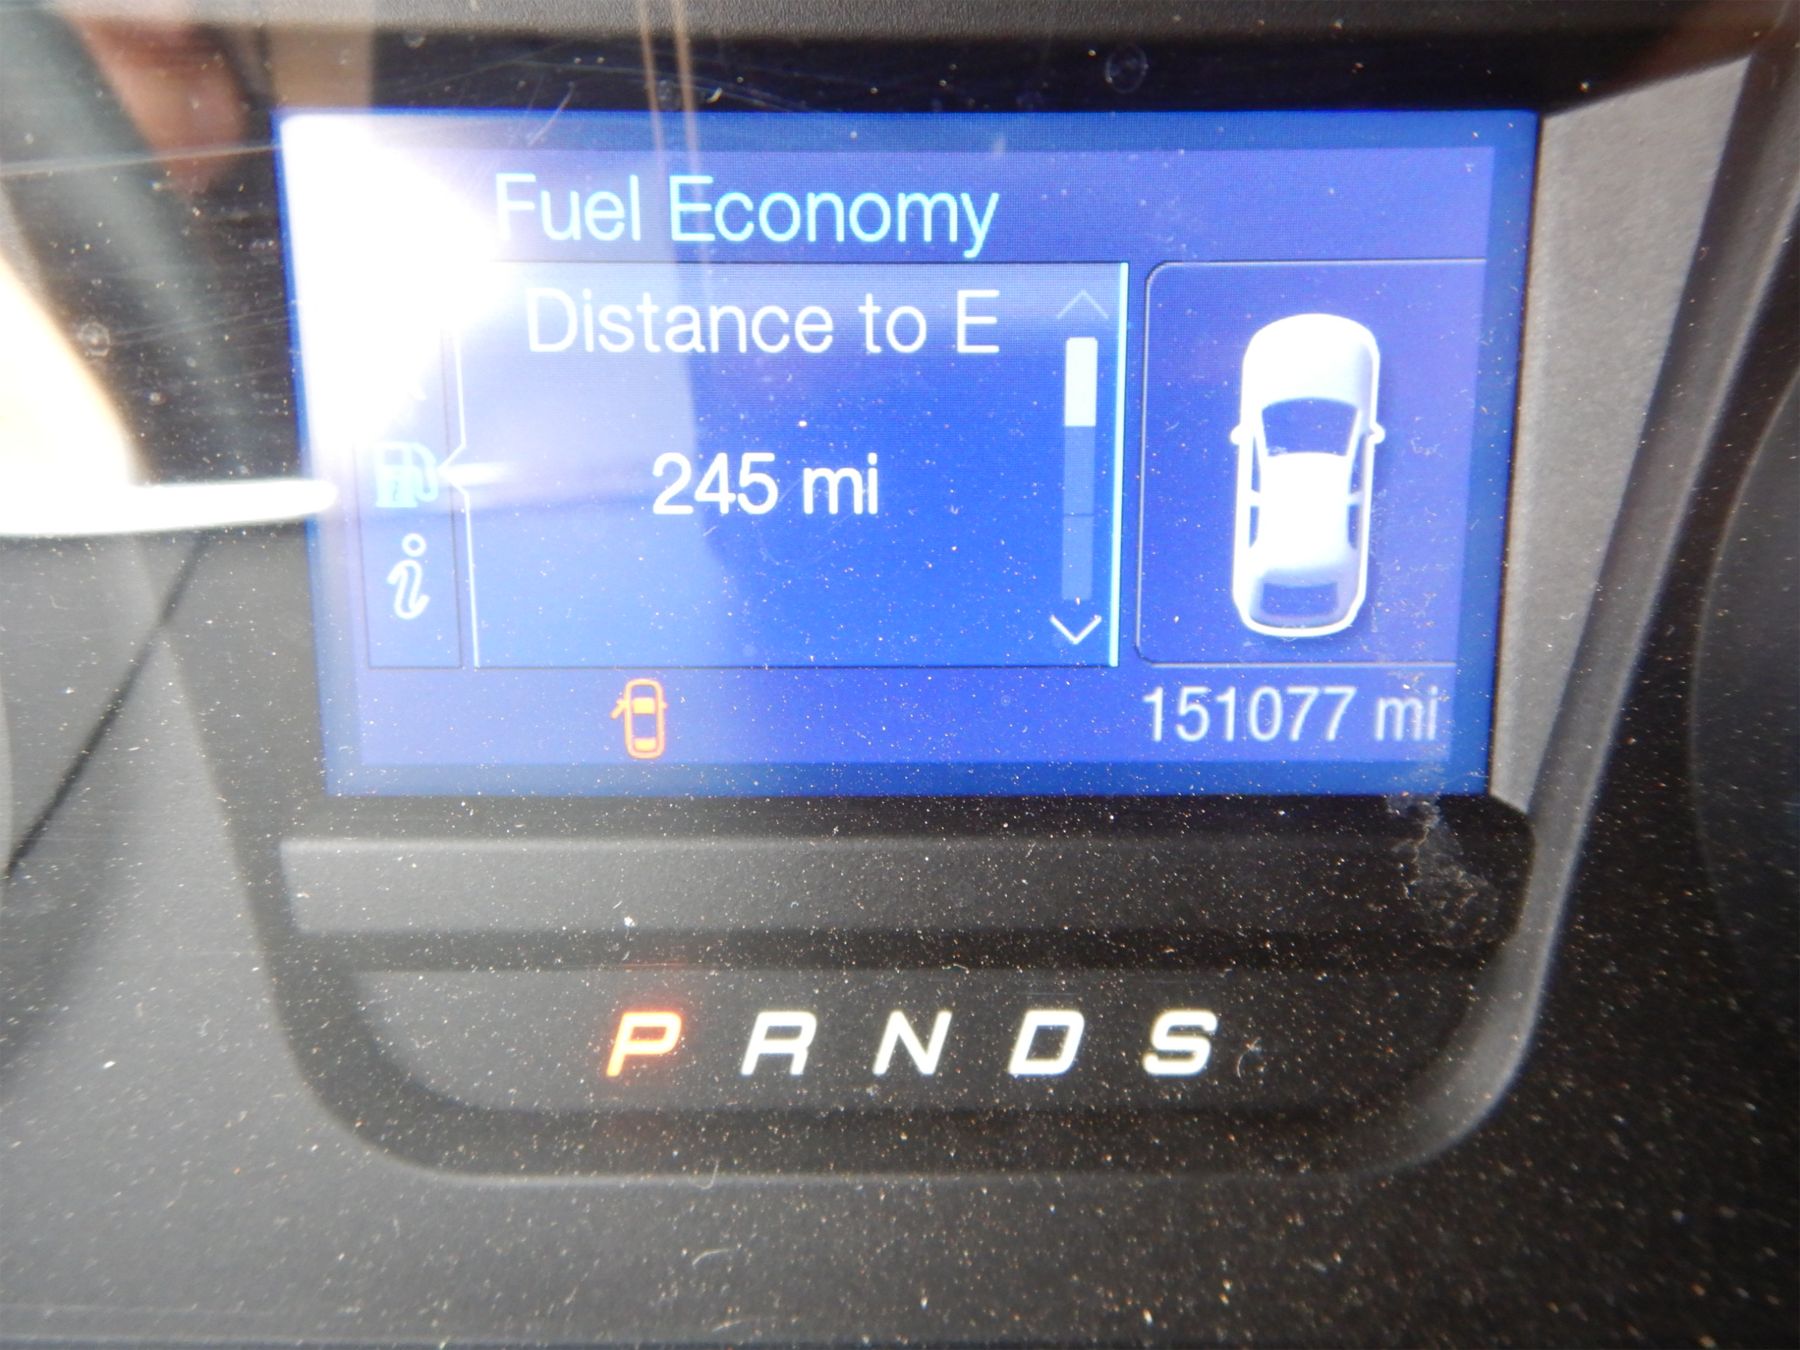 Fuel Economy
Distance to E
245 mi
i
151077 mi
P R N D S